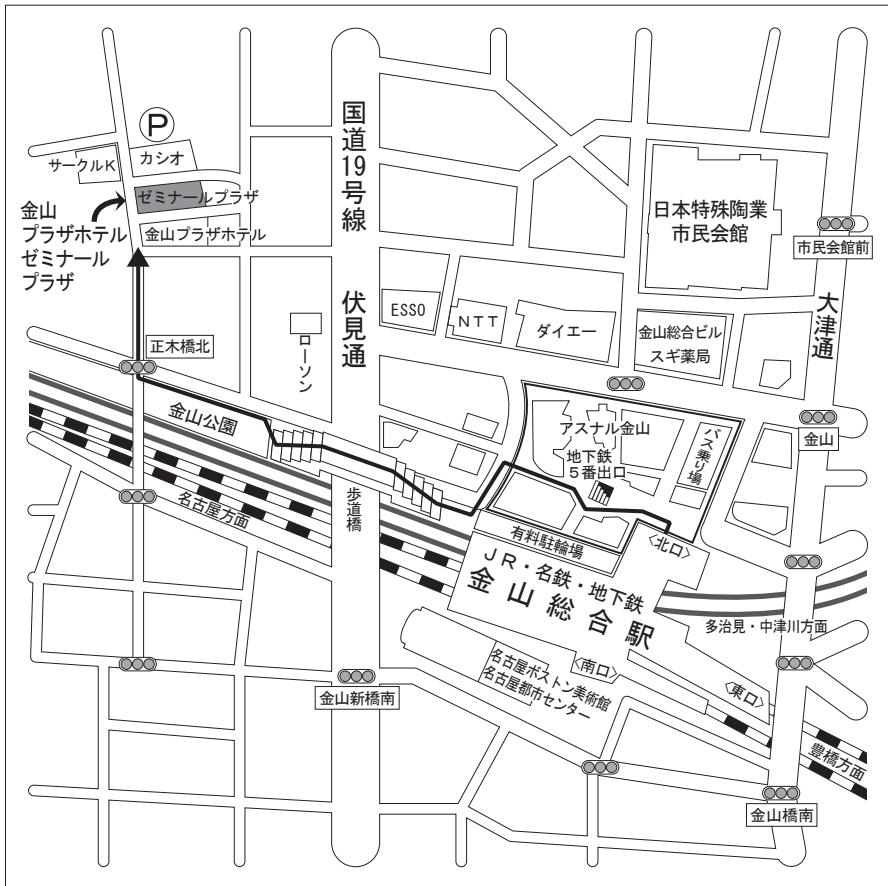 P
サークルK
カシオ
ゼミナールプラザ
金山プラザホテル
金山
プラザホテル
ゼミナール
プラザ
国道19号線
伏見通
日本特殊陶業
市民会館
市民会館前
大津通
ESSO
NTT
ダイエー
金山総合ビル
スギ薬局
正木橋北
ローソン
金山公園
アスナル金山
地下鉄
5番出口
バス乗り場
金山
名古屋方面
歩道橋
有料駐輪場
〈北口〉
JR・名鉄・地下鉄
金山総合駅
多治見・中津川方面
〈南口〉
〈東口〉
名古屋ボストン美術館
名古屋都市センター
金山新橋南
豊橋方面
金山橋南